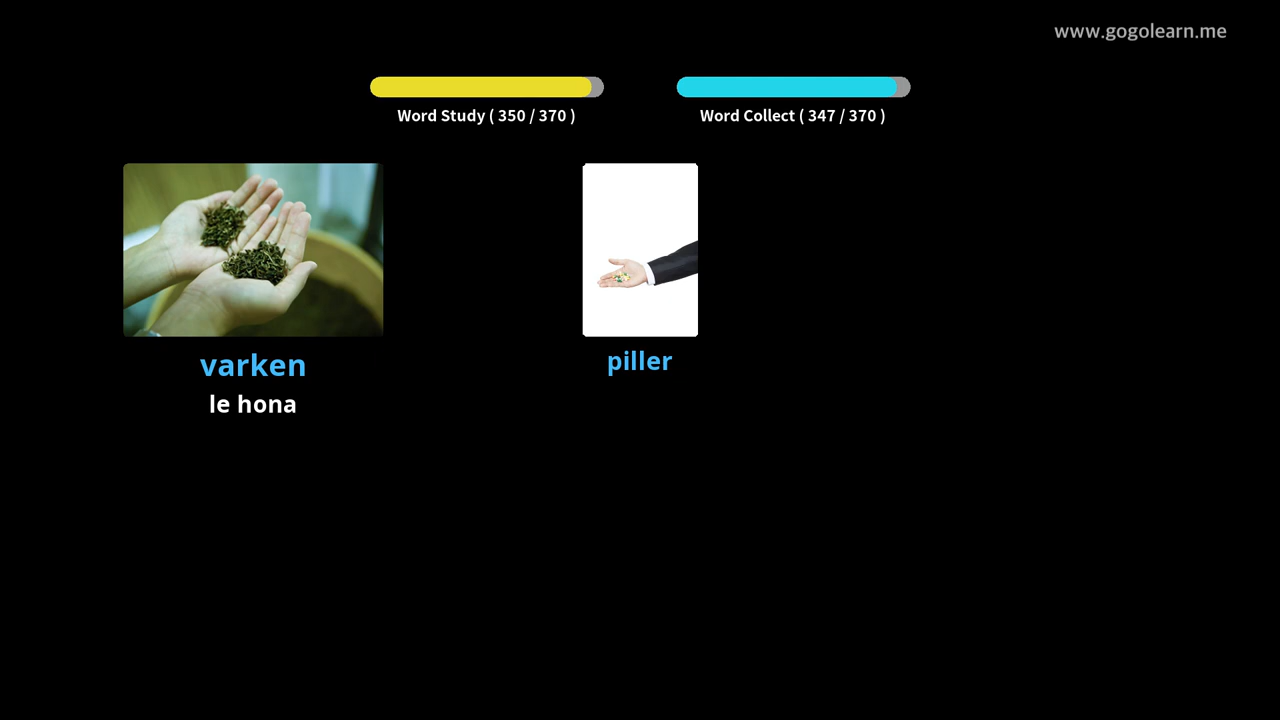 www.gogolearn.me
Word Study ( 350 / 370 )
Word Collect ( 347 / 370 )
varken
le hona
piller